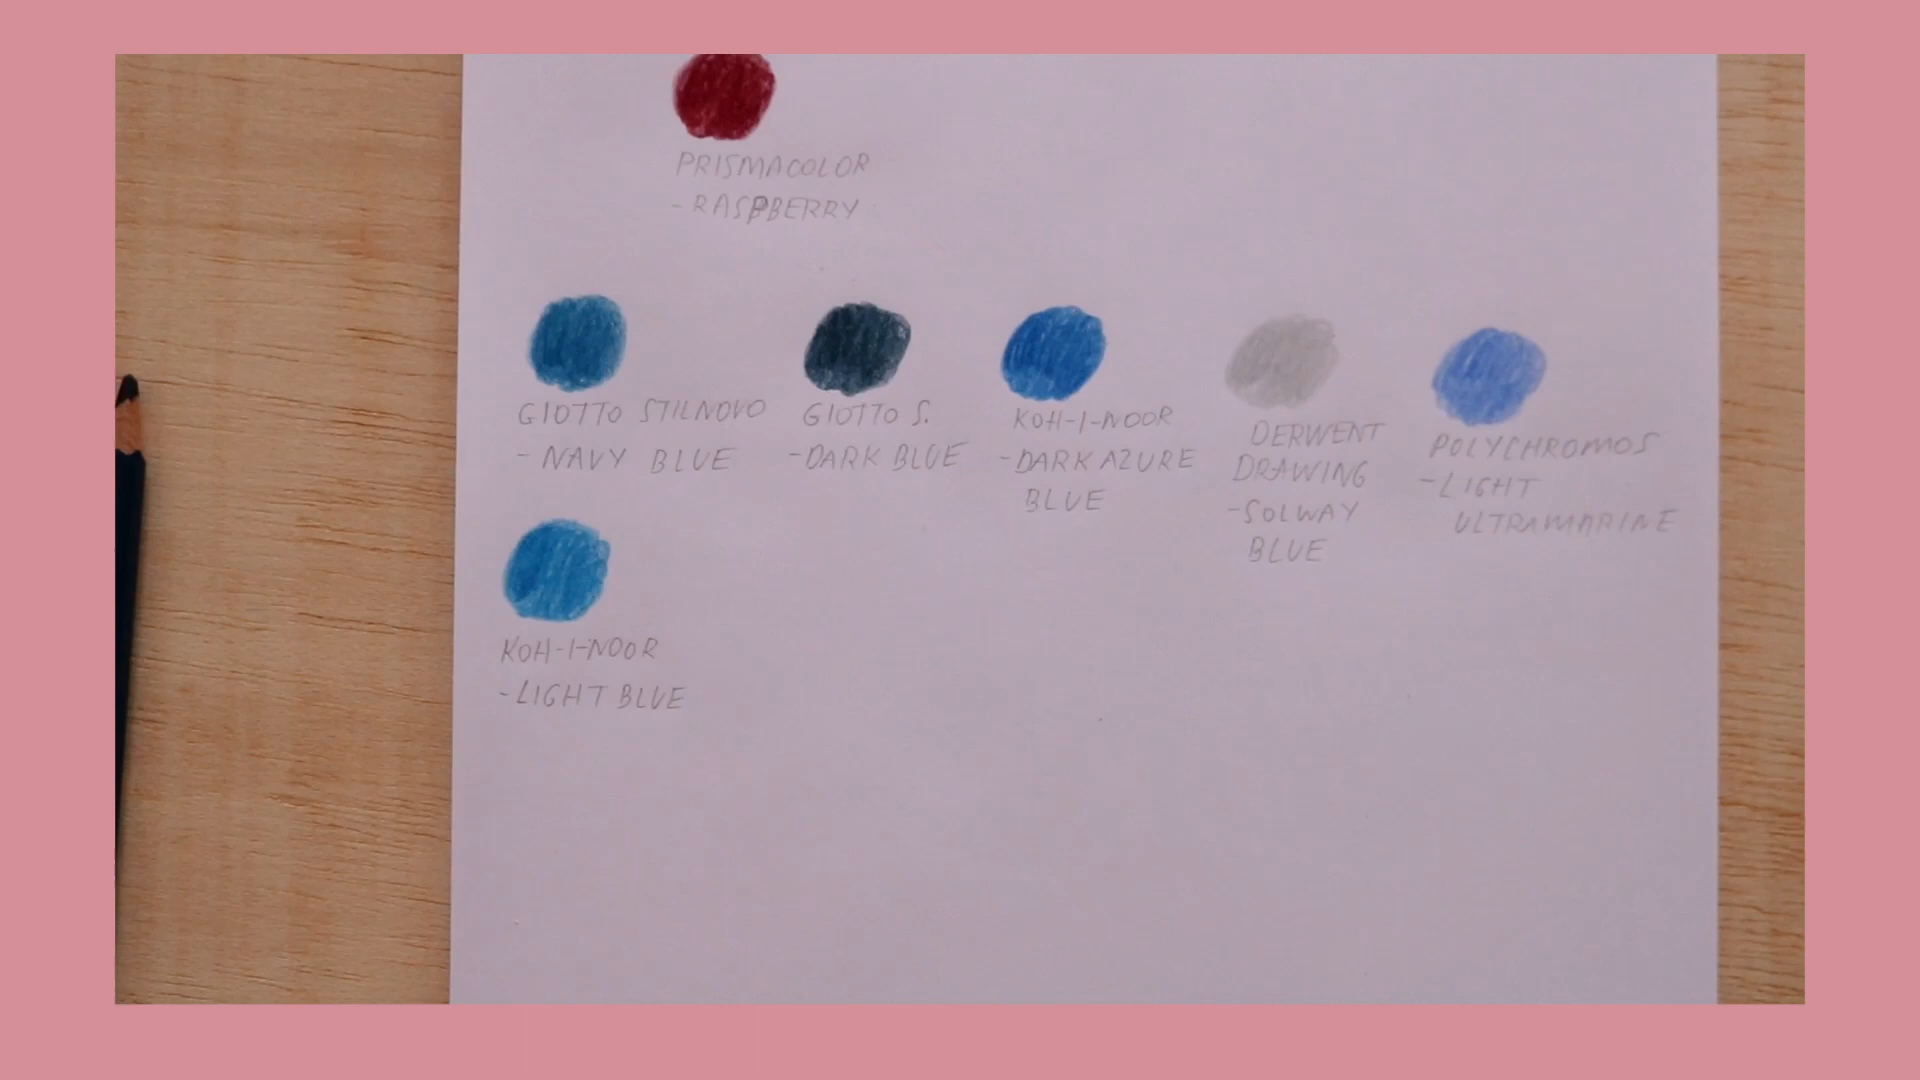 PRISMACOLOR
- RASPBERRY
GIOTTO STILNOVO
- NAVY BLUE
GIOTTO S.
- DARK BLUE
KOH-I-NOOR
- DARK AZURE
BLUE
DERWENT
DRAWING
- SOLWAY
BLUE
POLYCHROMOS
- LIGHT
ULTRAMARINE
KOH-I-NOOR
- LIGHT BLUE